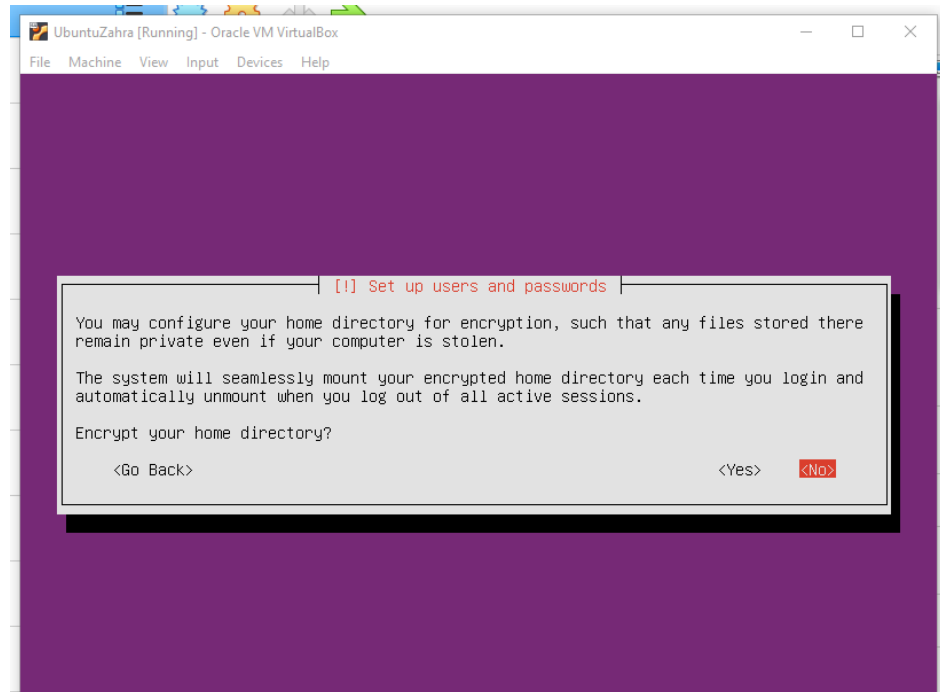 UbuntuZahra [Running] - Oracle VM VirtualBox
File Machine View Input Devices Help
[!] Set up users and passwords
You may configure your home directory for encryption, such that any files stored there
remain private even if your computer is stolen.
The system will seamlessly mount your encrypted home directory each time you login and
automatically unmount when you log out of all active sessions.
Encrypt your home directory?
<Go Back> <Yes> <No>